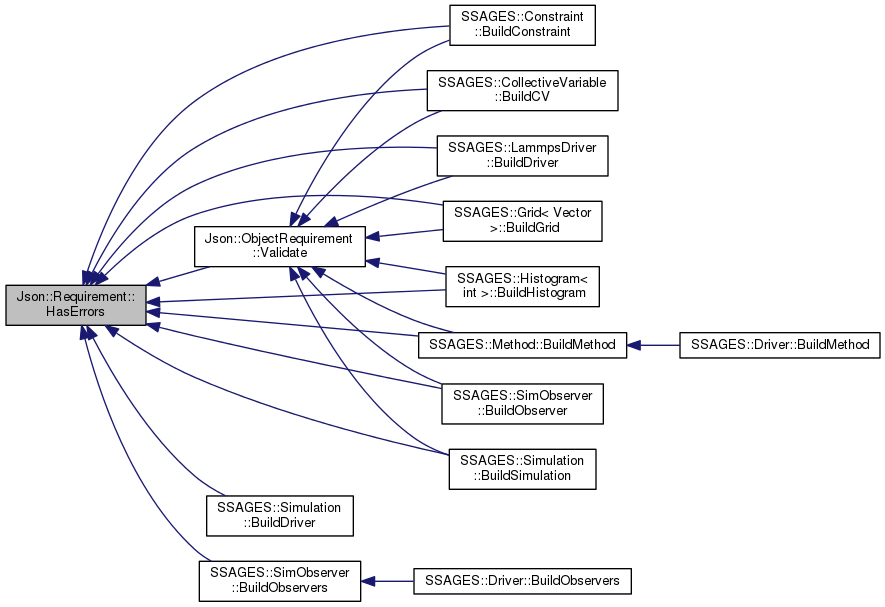 SSAGES::Constraint
::BuildConstraint
SSAGES::CollectiveVariable
::BuildCV
SSAGES::LammpsDriver
::BuildDriver
SSAGES::Grid< Vector
>::BuildGrid
Json::ObjectRequirement
::Validate
SSAGES::Histogram<
int >::BuildHistogram
Json::Requirement::
HasErrors
SSAGES::Method::BuildMethod
SSAGES::Driver::BuildMethod
SSAGES::SimObserver
::BuildObserver
SSAGES::Simulation
::BuildSimulation
SSAGES::Simulation
::BuildDriver
SSAGES::SimObserver
::BuildObservers
SSAGES::Driver::BuildObservers